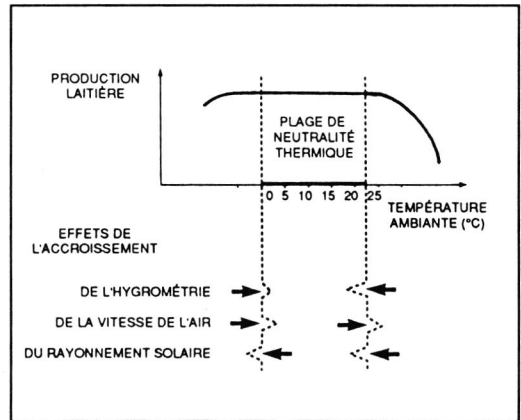 PRODUCTION
LAITIÈRE
PLAGE DE
NEUTRALITÉ
THERMIQUE
0 5 10 15 20 25
TEMPÉRATURE
AMBIANTE (°C)
EFFETS DE
L'ACCROISSEMENT
DE L'HYGROMÉTRIE
DE LA VITESSE DE L'AIR
DU RAYONNEMENT SOLAIRE